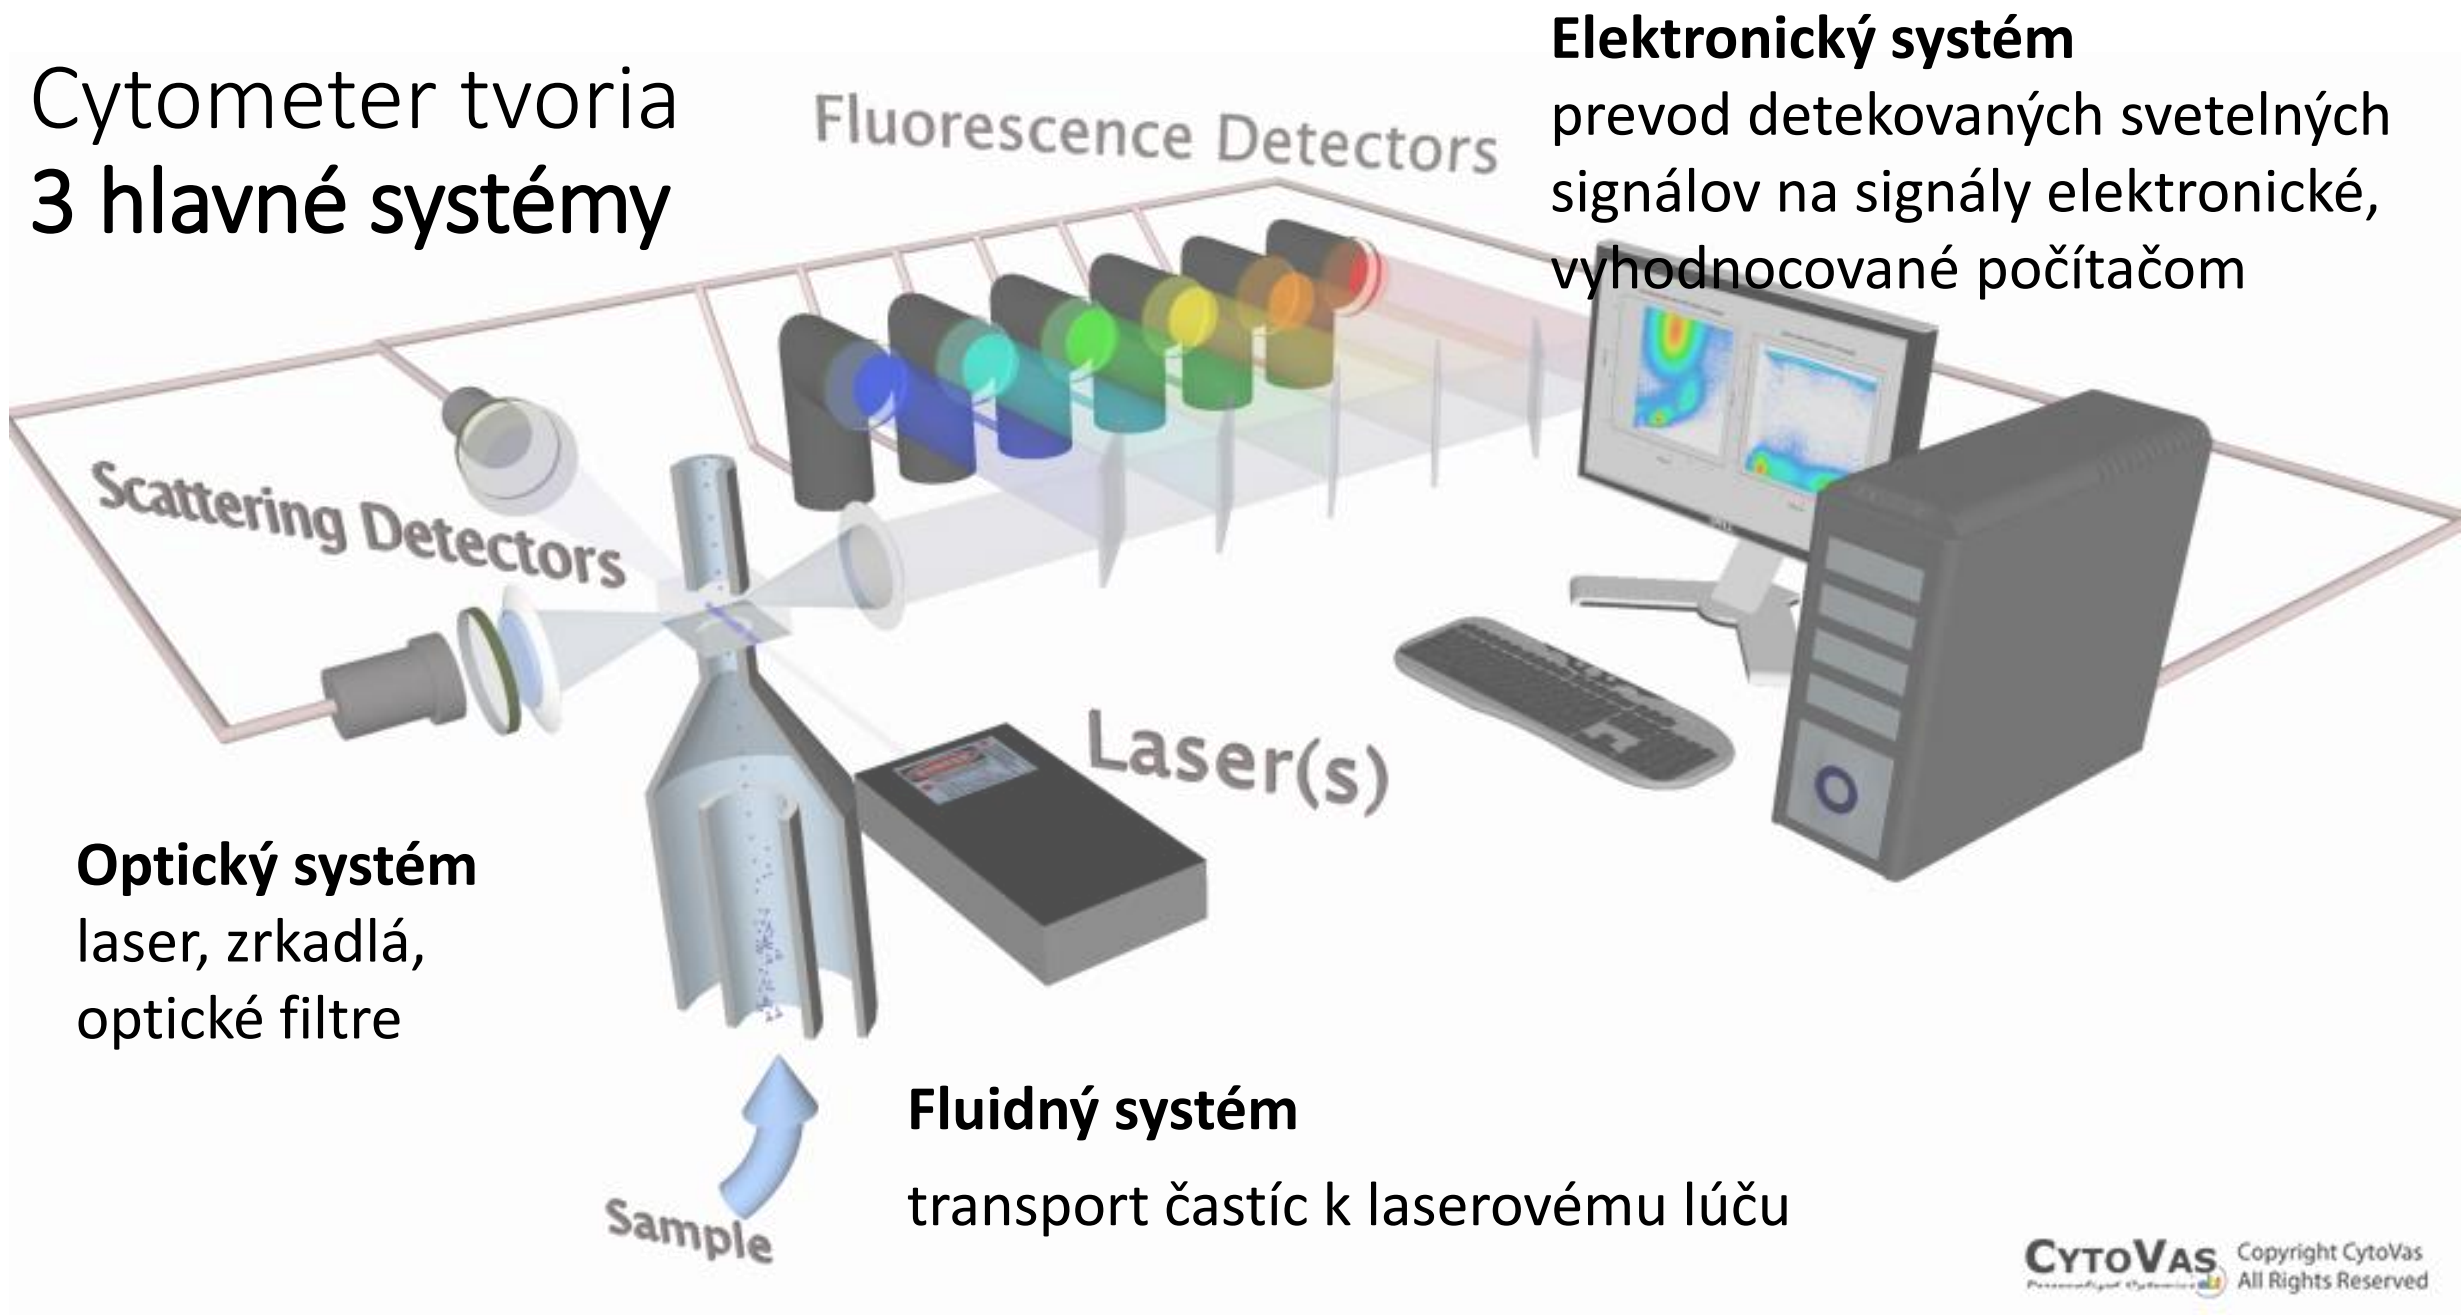 Cytometer tvoria
3 hlavné systémy
Elektronický systém
prevod detekovaných svetelných
signálov na signály elektronické,
vyhodnocované počítačom
Fluorescence Detectors
Scattering Detectors
Laser(s)
Optický systém
laser, zrkadlá,
optické filtre
Fluidný systém
transport častíc k laserovému lúču
Sample
CYTOVAS
Copyright CytoVas
All Rights Reserved